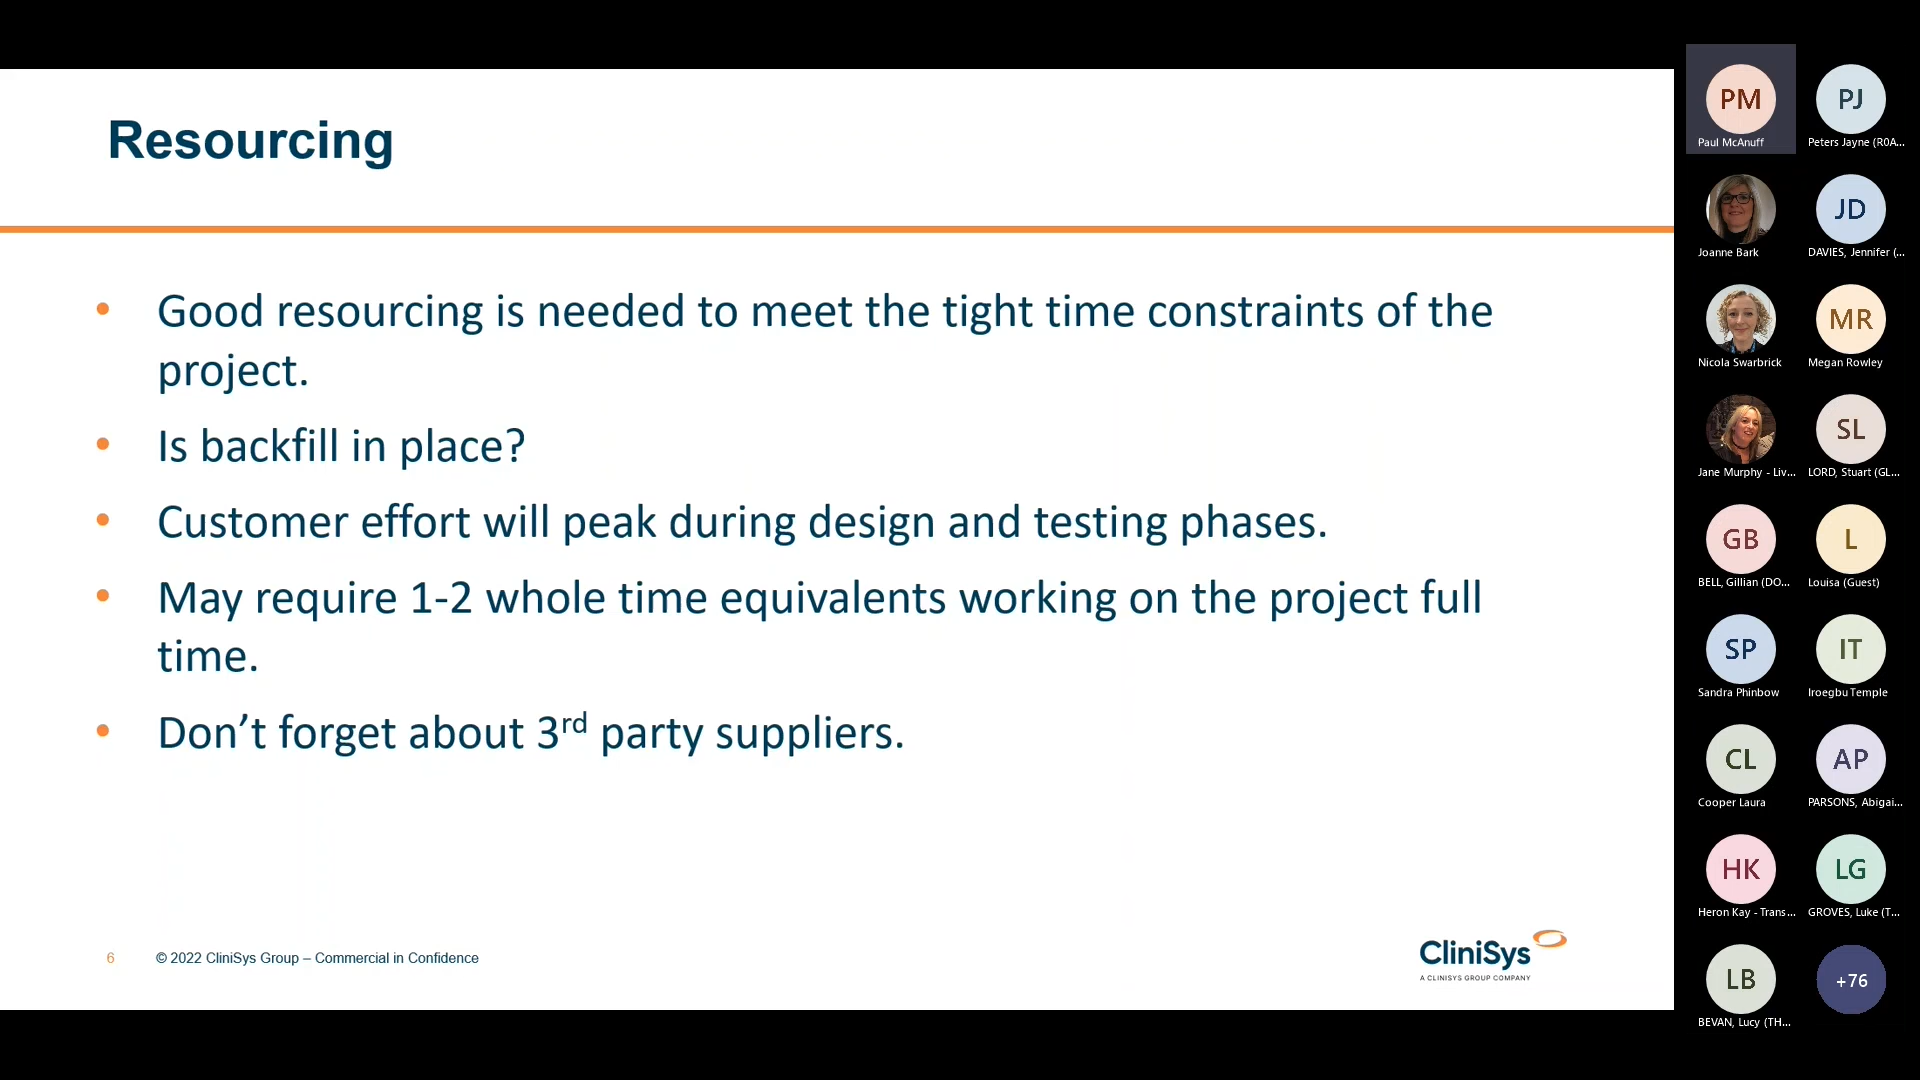 Resourcing
• Good resourcing is needed to meet the tight time constraints of the
project.
• Is backfill in place?
• Customer effort will peak during design and testing phases.
• May require 1-2 whole time equivalents working on the project full
time.
• Don’t forget about 3rd party suppliers.
6 © 2022 CliniSys Group – Commercial in Confidence
CliniSys
A CLINISYS GROUP COMPANY
PM PJ
Paul McAnuff Peters Jayne (R0A...
JD
Joanne Bark DAVIES, Jennifer (...
MR
Nicola Swarbrick Megan Rowley
SL
Jane Murphy - Liv... LORD, Stuart (GL...
GB L
BELL, Gillian (DO... Louisa (Guest)
SP IT
Sandra Phinbow Iroegbu Temple
CL AP
Cooper Laura PARSONS, Abigai...
HK LG
Heron Kay - Trans... GROVES, Luke (T...
LB +76
BEVAN, Lucy (TH...